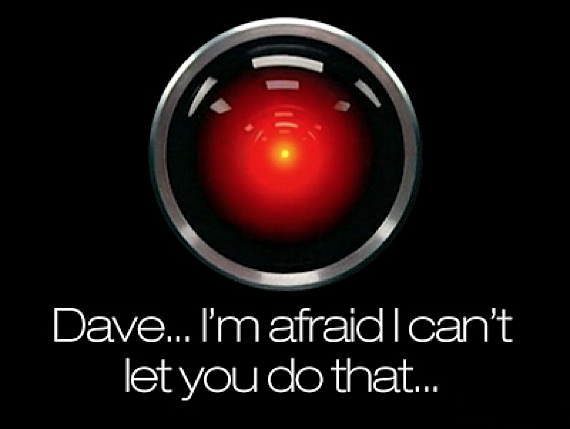 Dave... I'm afraid I can't
let you do that...